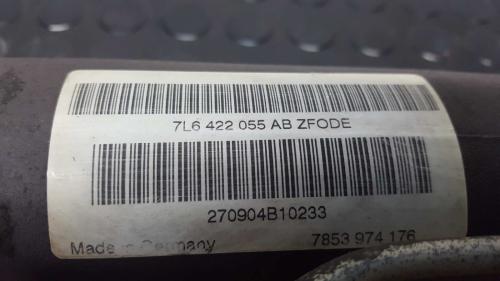 7L6 422 055 AB ZFODE
270904B10233
Made in Germany 7853 974 176